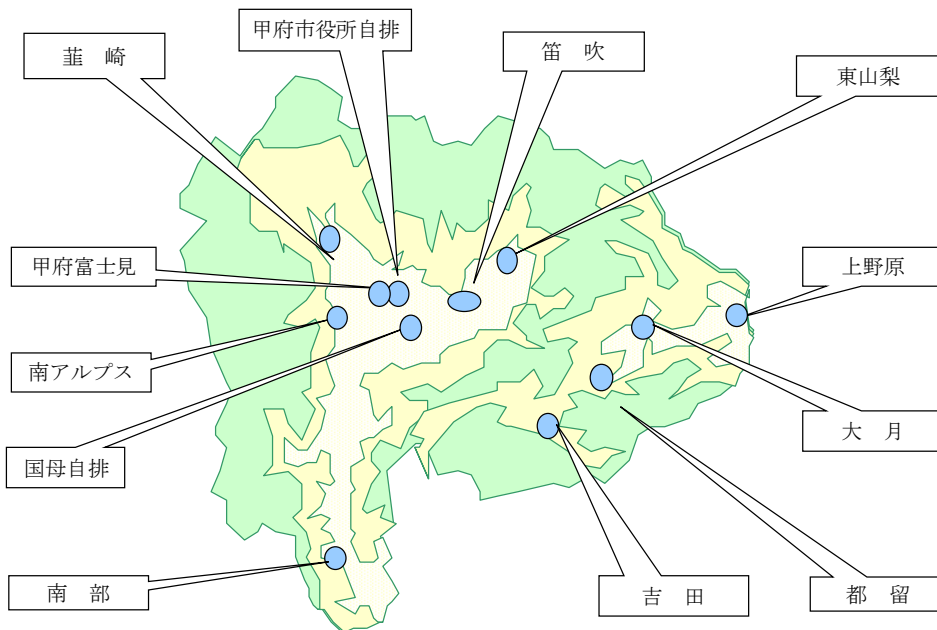 甲府市役所自排
韮 崎
笛 吹
東山梨
甲府富士見
上野原
南アルプス
大 月
国母自排
南 部
吉 田
都 留